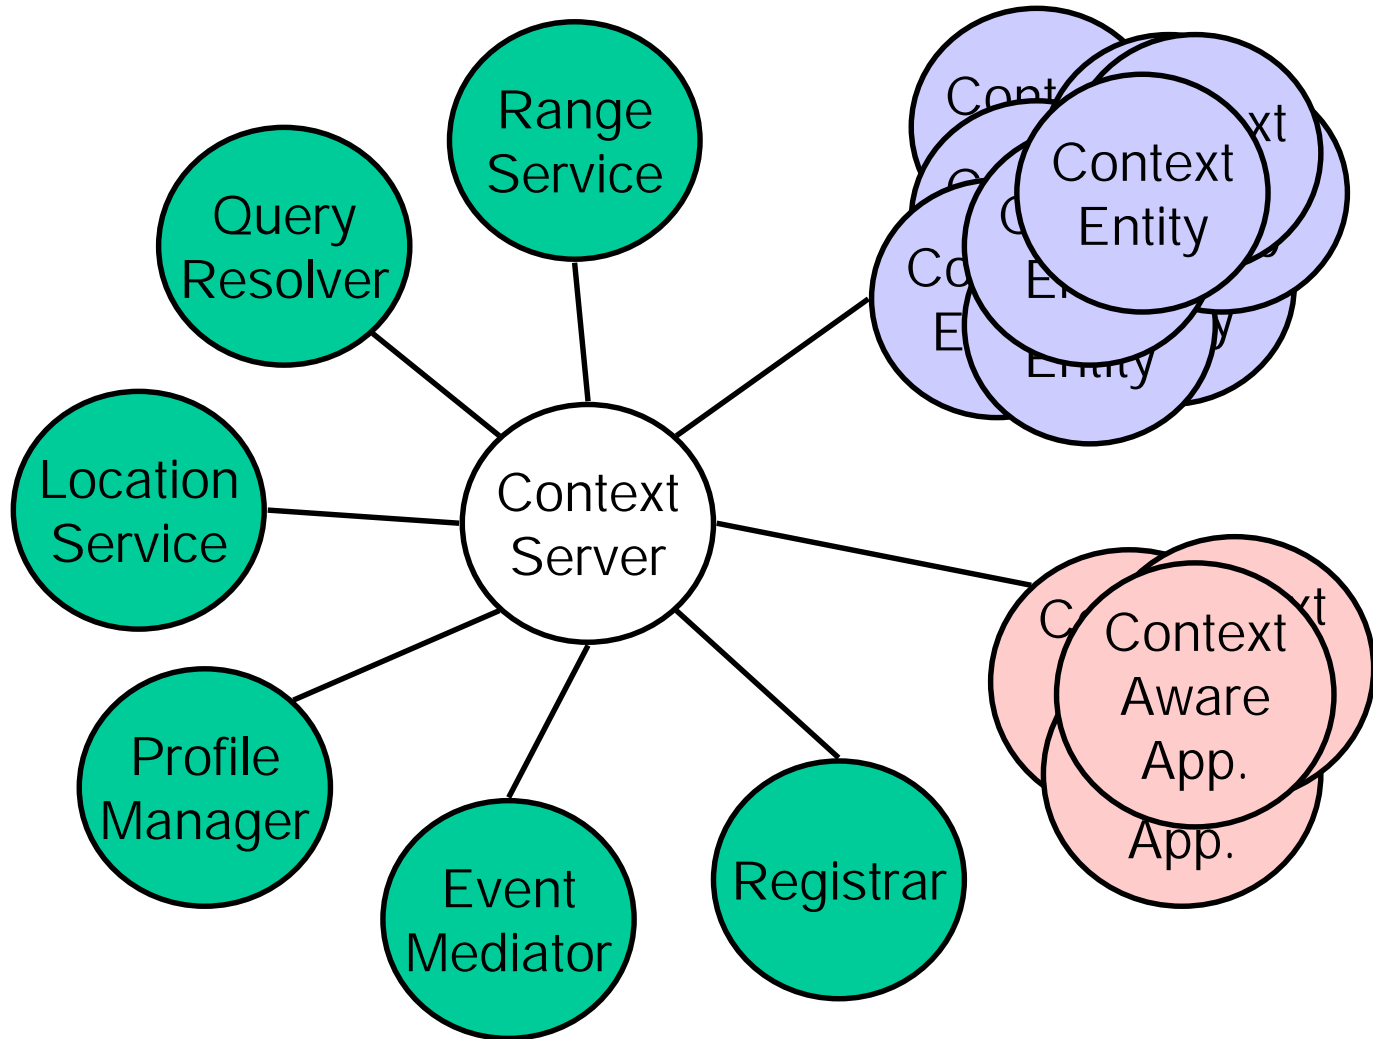 Range
Service
Query
Resolver
Location
Service
Context
Server
Profile
Manager
Event
Mediator
Registrar
Context
Entity
Entity
Context
Aware
App.
App.